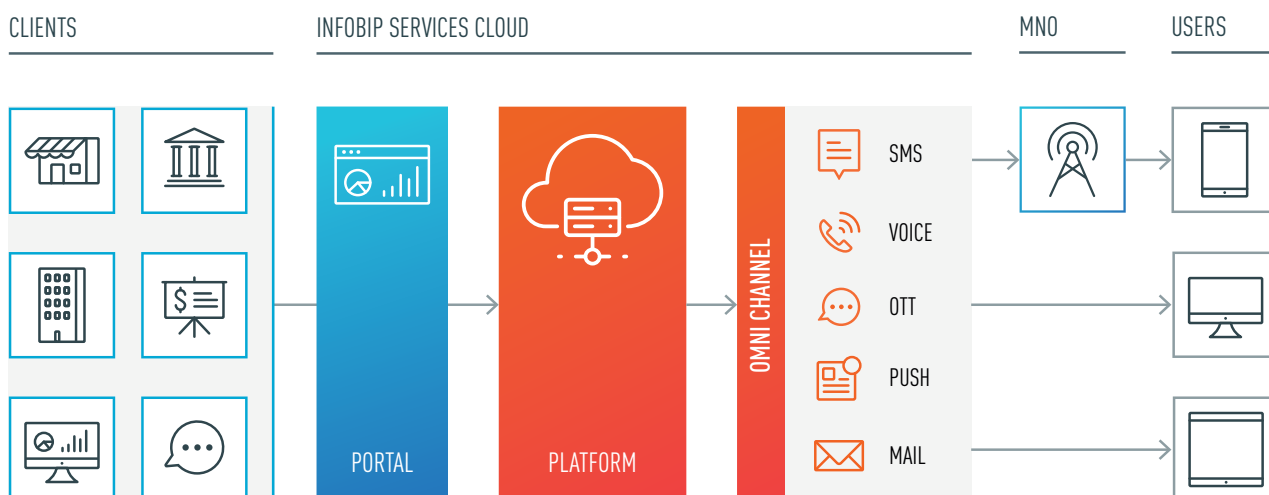 CLIENTS
INFOBIP SERVICES CLOUD
MNO
USERS
$
PORTAL
PLATFORM
OMNI CHANNEL
SMS
VOICE
OTT
PUSH
MAIL